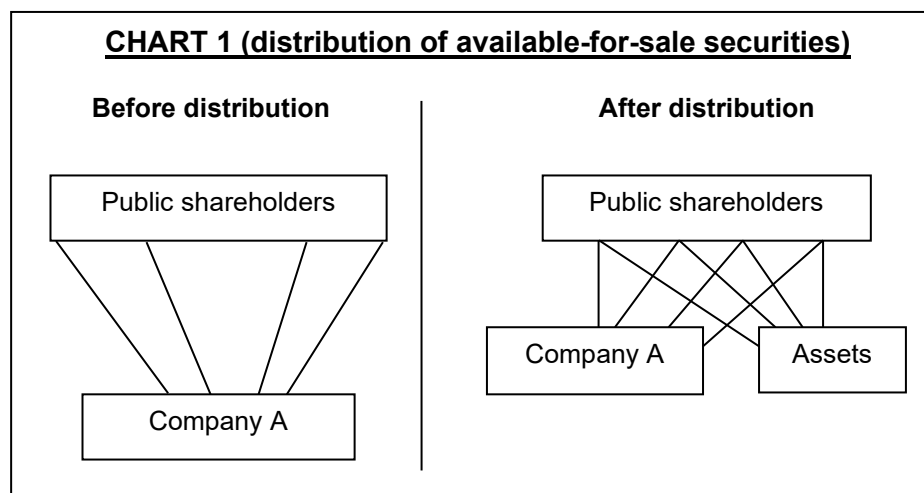 CHART 1 (distribution of available-for-sale securities)
Before distribution
After distribution
Public shareholders
Public shareholders
Company A
Assets
Company A